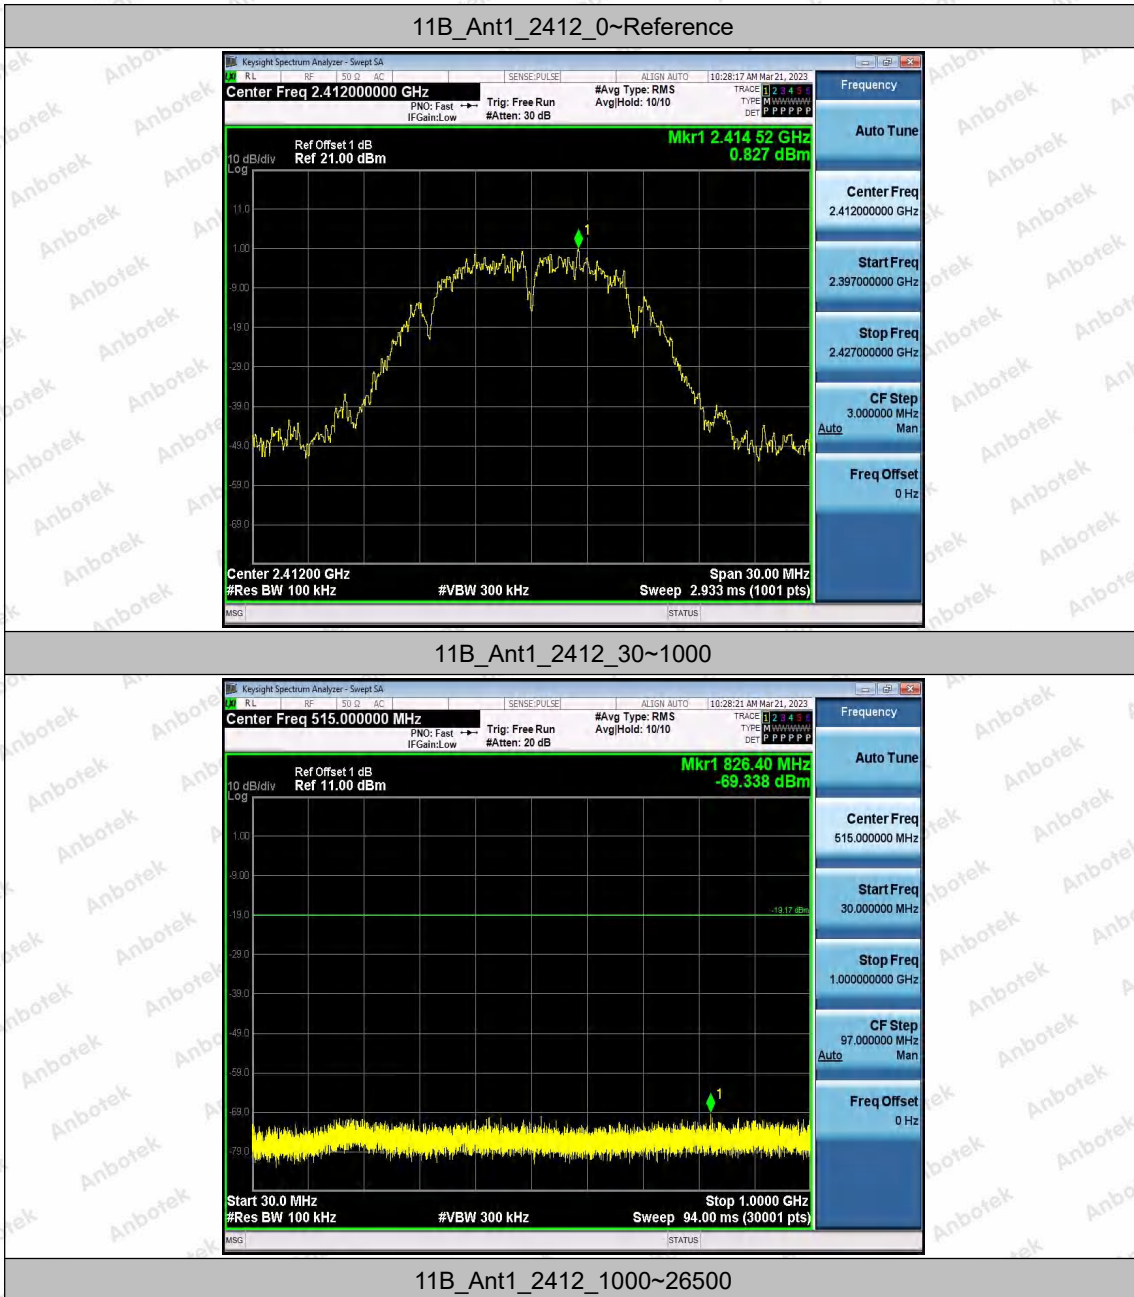 11B_Ant1_2412_0~Reference
Keysight Spectrum Analyzer - Swept SA
RL RF 50 Ω AC SENSE:PULSE ALIGN AUTO 10:28:17 AM Mar 21, 2023
Center Freq 2.412000000 GHz
PNO: Fast
IFGain:Low
Trig: Free Run
#Atten: 30 dB
#Avg Type: RMS
Avg|Hold: 10/10
TRACE 1 2 3 4 5 6
TYPE M WWWWW
DET P P P P P P
Frequency
Auto Tune
Mkr1 2.414 52 GHz
0.827 dBm
Ref Offset 1 dB
10 dB/div Ref 21.00 dBm
Log
11.0
1.00
-9.00
-19.0
-29.0
-39.0
-49.0
-59.0
-69.0
1
Center Freq
2.412000000 GHz
Start Freq
2.397000000 GHz
Stop Freq
2.427000000 GHz
CF Step
3.000000 MHz
Auto Man
Freq Offset
0 Hz
Center 2.41200 GHz Span 30.00 MHz
#Res BW 100 kHz #VBW 300 kHz Sweep 2.933 ms (1001 pts)
MSG STATUS
11B_Ant1_2412_30~1000
Keysight Spectrum Analyzer - Swept SA
RL RF 50 Ω AC SENSE:PULSE ALIGN AUTO 10:28:21 AM Mar 21, 2023
Center Freq 515.000000 MHz
PNO: Fast
IFGain:Low
Trig: Free Run
#Atten: 20 dB
#Avg Type: RMS
Avg|Hold: 10/10
TRACE 1 2 3 4 5 6
TYPE M WWWWW
DET P P P P P P
Frequency
Auto Tune
Mkr1 826.40 MHz
-69.338 dBm
Ref Offset 1 dB
10 dB/div Ref 11.00 dBm
Log
1.00
-9.00
-19.0
-29.0
-39.0
-49.0
-59.0
-69.0
-79.0
-19.17 dBm
1
Center Freq
515.000000 MHz
Start Freq
30.000000 MHz
Stop Freq
1.000000000 GHz
CF Step
97.000000 MHz
Auto Man
Freq Offset
0 Hz
Start 30.0 MHz Stop 1.0000 GHz
#Res BW 100 kHz #VBW 300 kHz Sweep 94.00 ms (30001 pts)
MSG STATUS
11B_Ant1_2412_1000~26500
Anbotek